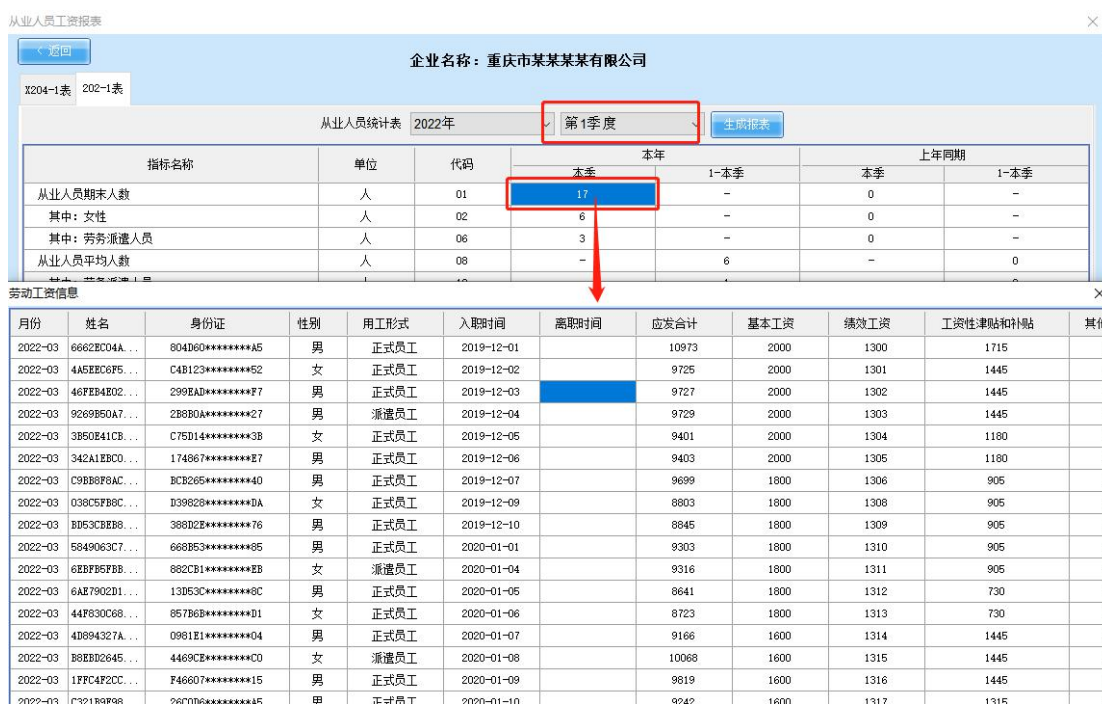 从业人员工资报表
< 返回
企业名称：重庆市某某某某有限公司
X204-1表 202-1表
从业人员统计表 2022年 第1季度 生成报表
指标名称 单位 代码 本年 上年同期
本季 1-本季 本季 1-本季
从业人员期末人数 人 01 17 - 0 -
其中：女性 人 02 6 - 0 -
其中：劳务派遣人员 人 06 3 - 0 -
从业人员平均人数 人 08 - 6 - 0
劳动工资信息
月份 姓名 身份证 性别 用工形式 入职时间 离职时间 应发合计 基本工资 绩效工资 工资性津贴和补贴 其他
2022-03 6662EC04A... 804D60********A5 男 正式员工 2019-12-01 10973 2000 1300 1715
2022-03 4A5EEC6F5... C4B123********52 女 正式员工 2019-12-02 9725 2000 1301 1445
2022-03 46FEB4E02... 299EAD********F7 男 正式员工 2019-12-03 9727 2000 1302 1445
2022-03 9269B50A7... 2B8B0A********27 男 派遣员工 2019-12-04 9729 2000 1303 1445
2022-03 3B50E41CB... C75D14********3B 女 正式员工 2019-12-05 9401 2000 1304 1180
2022-03 342A1EBC0... 174867********E7 男 正式员工 2019-12-06 9403 2000 1305 1180
2022-03 C9BB8F8AC... BCB265********40 男 正式员工 2019-12-07 9699 1800 1306 905
2022-03 038C5FB8C... D39828********DA 女 正式员工 2019-12-09 8803 1800 1308 905
2022-03 BD53CBEB8... 388D2E********76 男 正式员工 2019-12-10 8845 1800 1309 905
2022-03 5849063C7... 668B53********85 男 正式员工 2020-01-01 9303 1800 1310 905
2022-03 6EBFB5FBB... 882CB1********EB 女 派遣员工 2020-01-04 9316 1800 1311 905
2022-03 6AE7902D1... 13D53C********8C 男 正式员工 2020-01-05 8641 1800 1312 730
2022-03 44F830C68... 857B6B********D1 女 正式员工 2020-01-06 8723 1800 1313 730
2022-03 4D894327A... 0981E1********04 男 正式员工 2020-01-07 9166 1600 1314 1445
2022-03 B8EBD2645... 4469CE********C0 女 派遣员工 2020-01-08 10068 1600 1315 1445
2022-03 1FFC4F2CC... F46607********15 男 正式员工 2020-01-09 9819 1600 1316 1445
2022-03 C321B9F98... 26C0D6********A5 男 正式员工 2020-01-10 9242 1600 1317 1315